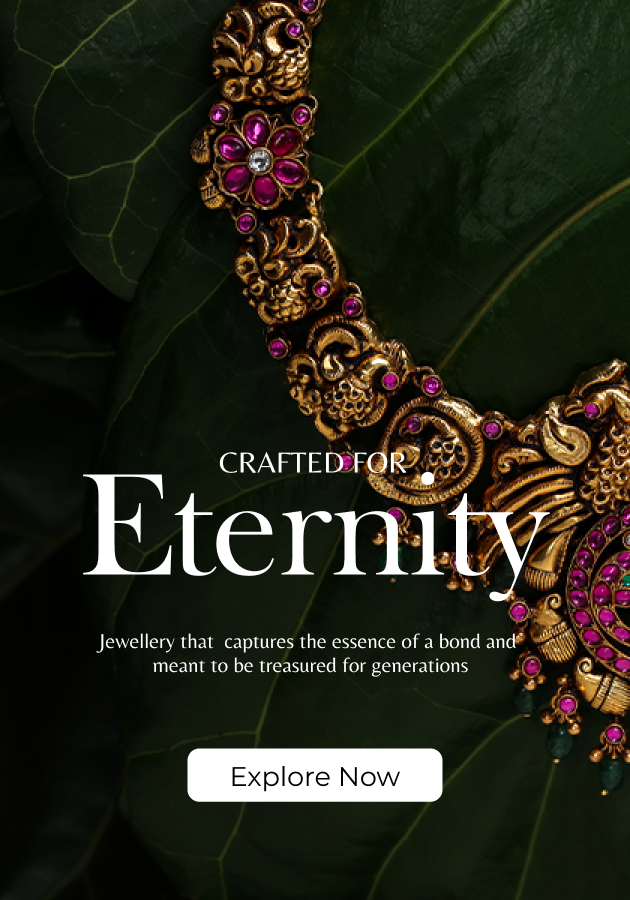 CRAFTED FOR
Eternity
Jewellery that  captures the essence of a bond and
meant to be treasured for generations
Explore Now